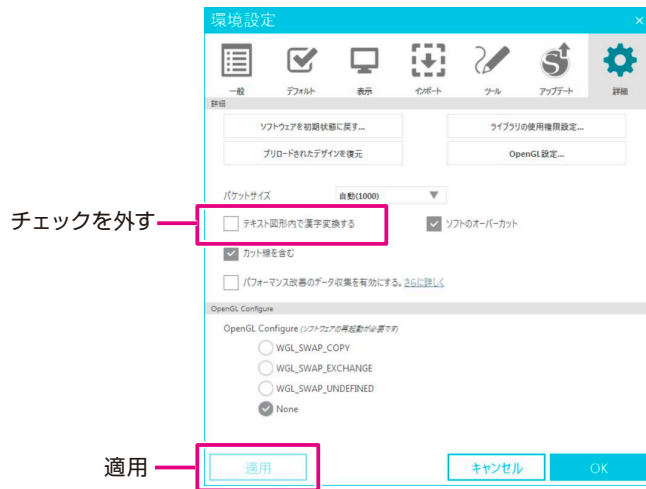 環境設定 ×
一般 デフォルト 表示 インポート ツール アップデート 詳細
詳細
ソフトウェアを初期状態に戻す... ライブラリの使用権限設定...
プリロードされたデザインを復元 OpenGL設定...
パケットサイズ 自動(1000)
チェックを外す
テキスト図形内で漢字変換する ソフトのオーバーカット
カット線を含む
パフォーマンス改善のデータ収集を有効にする。さらに詳しく
OpenGL Configure
OpenGL Configure (ソフトウェアの再起動が必要です)
WGL_SWAP_COPY
WGL_SWAP_EXCHANGE
WGL_SWAP_UNDEFINED
None
適用 適用 キャンセル OK